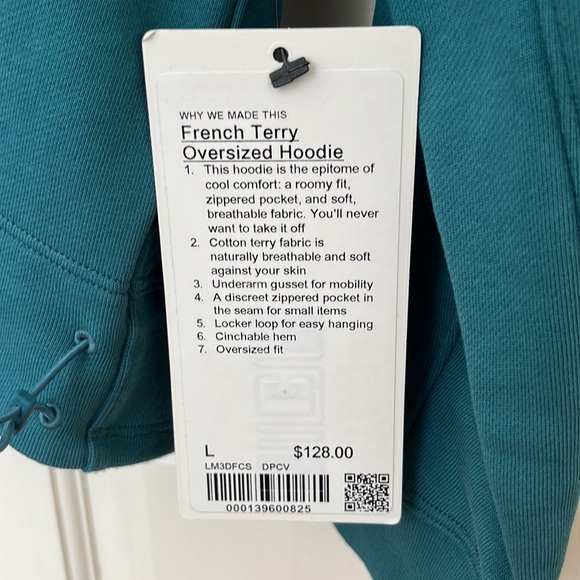 WHY WE MADE THIS
French Terry
Oversized Hoodie
1. This hoodie is the epitome of
cool comfort: a roomy fit,
zippered pocket, and soft,
breathable fabric. You'll never
want to take it off
2. Cotton terry fabric is
naturally breathable and soft
against your skin
3. Underarm gusset for mobility
4. A discreet zippered pocket in
the seam for small items
5. Locker loop for easy hanging
6. Cinchable hem
7. Oversized fit
L $128.00
LM3DFCS DPCV
000139600825